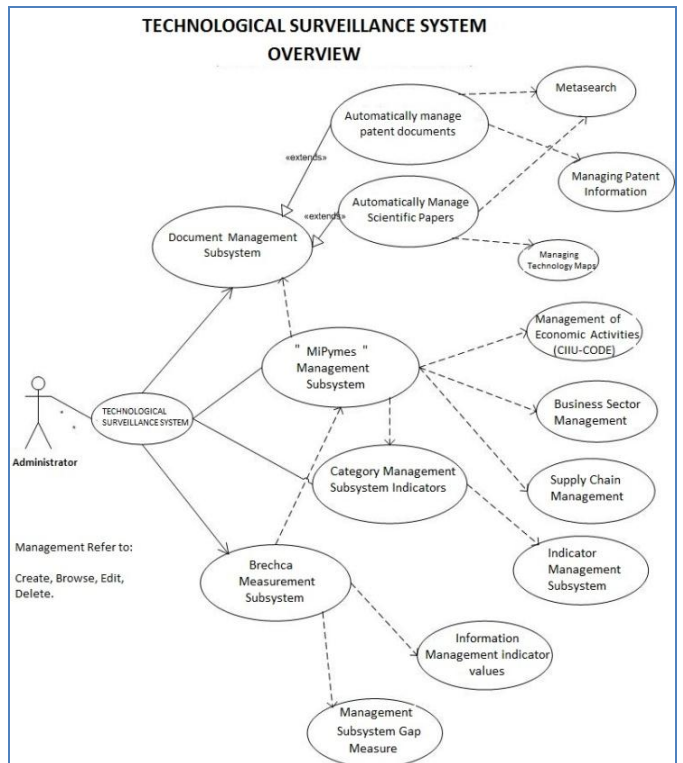 TECHNOLOGICAL SURVEILLANCE SYSTEM
OVERVIEW
Metasearch
Automatically manage
patent documents
«extends»
Managing Patent
Information
Automatically Manage
Scientific Papers
«extends»
Document Management
Subsystem
Managing
Technology Maps
Management of
Economic Activities
(CIIU-CODE)
" MiPymes "
Management
Subsystem
Business Sector
Management
TECHNOLOGICAL
SURVEILLANCE SYSTEM
* *
Administrator
Category Management
Subsystem Indicators
Supply Chain
Management
Management Refer to:
Create, Browse, Edit,
Delete.
Brechca
Measurement
Subsystem
Indicator
Management
Subsystem
Information
Management indicator
values
Management
Subsystem Gap
Measure